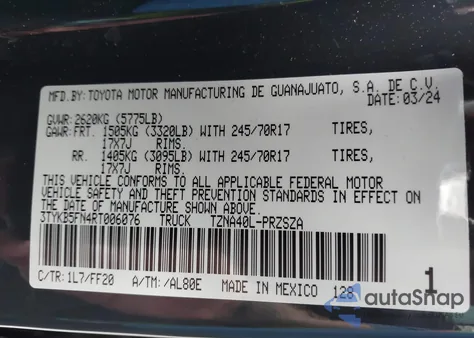 MFD.BY:TOYOTA MOTOR MANUFACTURING DE GUANAJUATO, S.A. DE C.V.
DATE:03/24
GVWR:2620KG (5775LB)
GAWR:FRT. 1505KG (3320LB) WITH 245/70R17 TIRES,
17X7J RIMS.
RR. 1405KG (3095LB) WITH 245/70R17 TIRES,
17X7J RIMS.
THIS VEHICLE CONFORMS TO ALL APPLICABLE FEDERAL MOTOR
VEHICLE SAFETY AND THEFT PREVENTION STANDARDS IN EFFECT ON
THE DATE OF MANUFACTURE SHOWN ABOVE.
3TYKB5FN4RT006076 TRUCK TZNA40L-PRZSZA
C/TR:1L7/FF20 A/TM:/AL80E MADE IN MEXICO 128 1
autoSnap